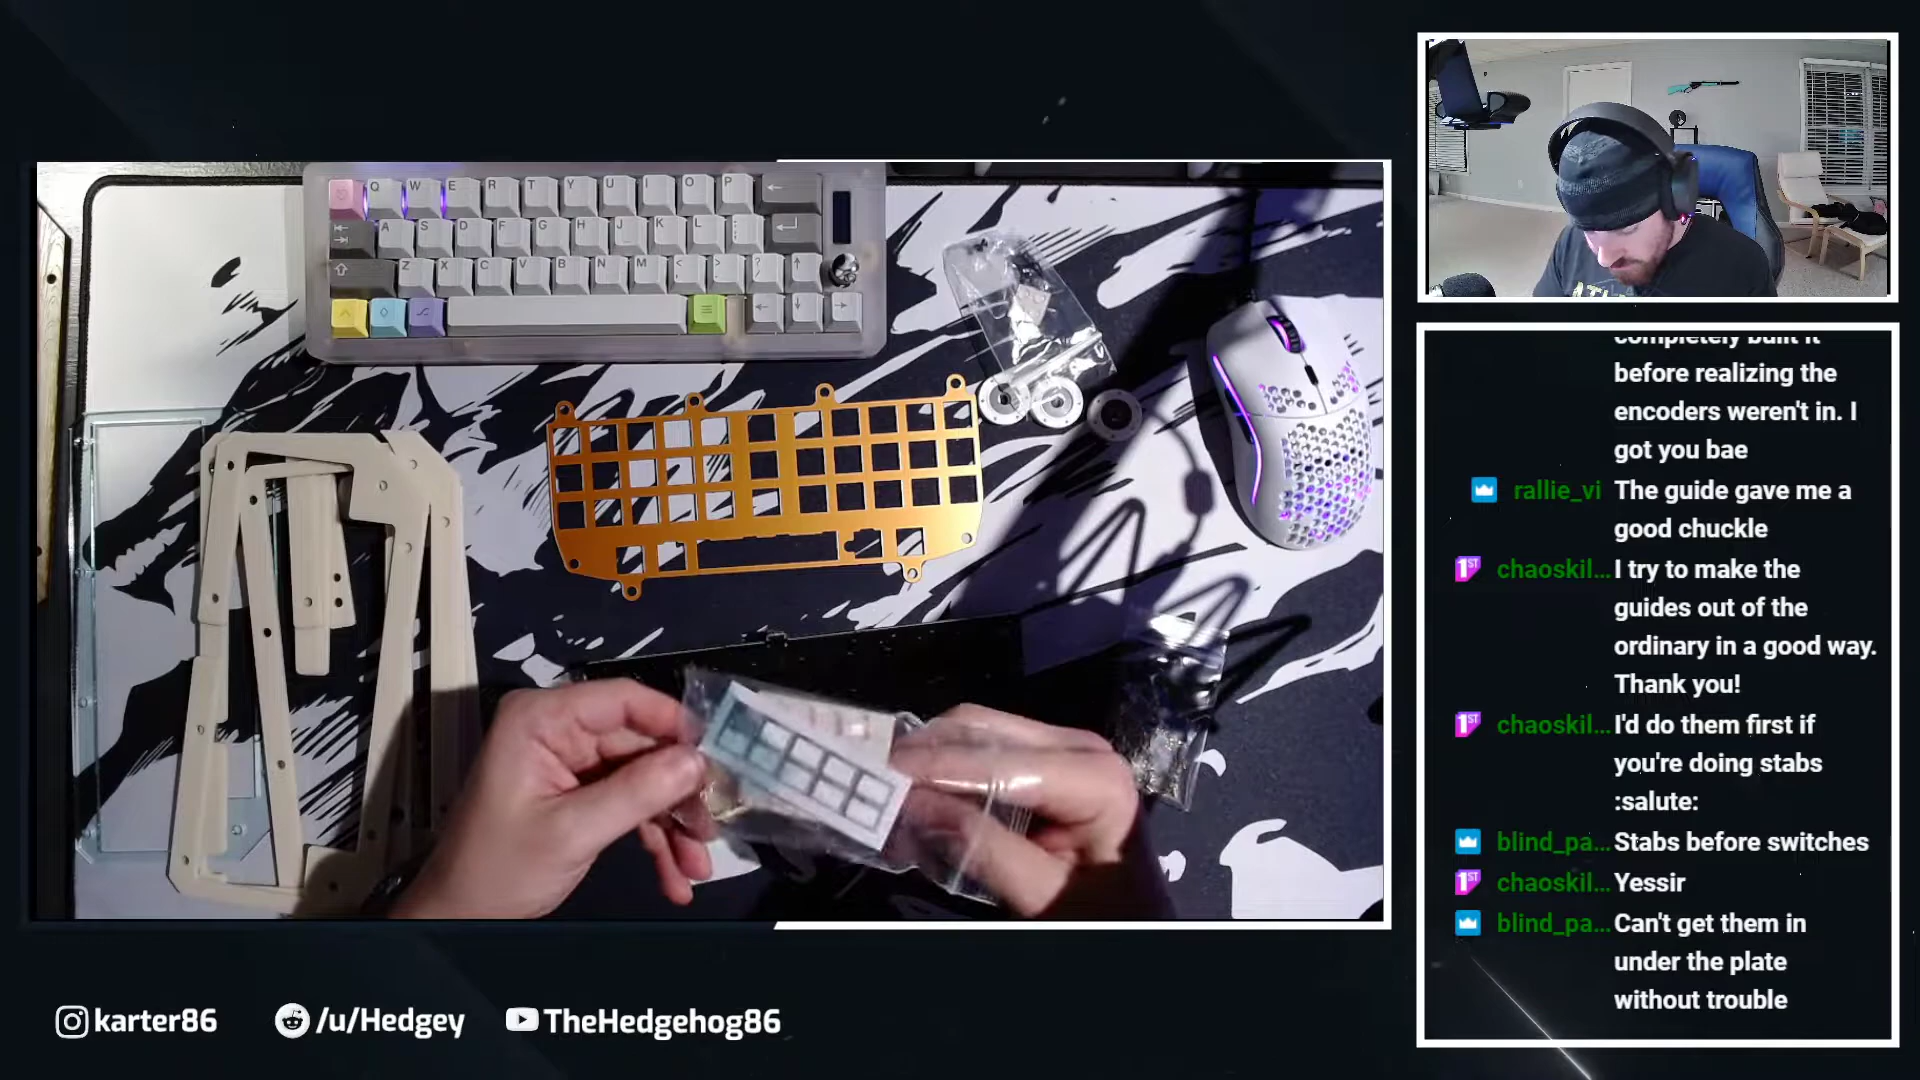 Q W E R T Y U I O P
A S D F G H J K L
Z X C V B N M < > ?
completely built it
before realizing the
encoders weren't in. I
got you bae
rallie_vi The guide gave me a
good chuckle
chaoskil... I try to make the
guides out of the
ordinary in a good way.
Thank you!
chaoskil... I'd do them first if
you're doing stabs
:salute:
blind_pa... Stabs before switches
chaoskil... Yessir
blind_pa... Can't get them in
under the plate
without trouble
karter86 /u/Hedgey TheHedgehog86